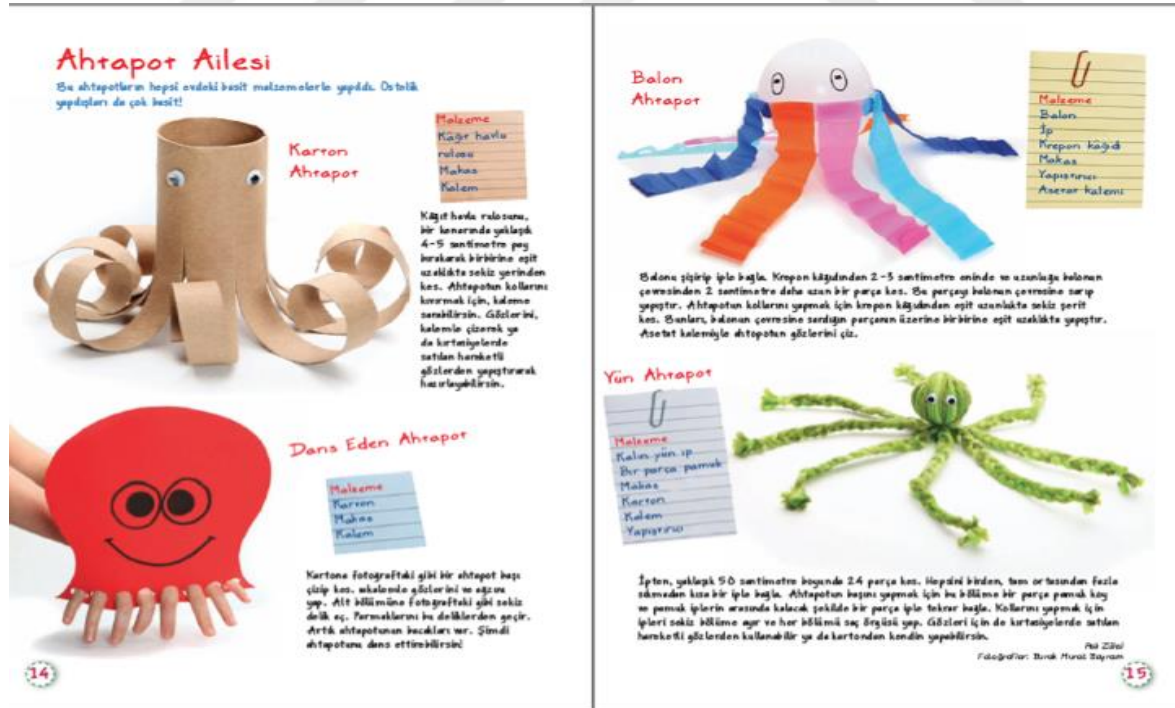 Ahtapot Ailesi
Bu ahtapotların hepsi evdeki basit malzemelerle yapıldı. Üstelik
yapılışları da çok basit!
Karton
Ahtapot
Malzeme
Kâğıt havlu
rulosu
Makas
Kalem
Kâğıt havlu rulosunu,
bir kenarında yaklaşık
4-5 santimetre pay
bırakarak birbirine eşit
uzaklıkta sekiz yerinden
kes. Ahtapotun kollarını
kıvırmak için, kaleme
sarabilirsin. Gözlerini,
kalemle çizerek ya
da kırtasiyelerde
satılan hareketli
gözlerden yapıştırarak
hazırlayabilirsin.
Dans Eden Ahtapot
Malzeme
Karton
Makas
Kalem
Kartona fotoğraftaki gibi bir ahtapot başı
çizip kes. kalemle gözlerini ve ağzını
yap. Alt bölümüne fotoğraftaki gibi sekiz
delik aç. Parmaklarını bu deliklerden geçir.
Artık ahtapotunun bacakları var. Şimdi
ahtapotunu dans ettirebilirsin!
14
Balon
Ahtapot
Malzeme
Balon
İp
Krepon kâğıdı
Makas
Yapıştırıcı
Asetat kalemi
Balonu şişirip iple bağla. Krepon kâğıdından 2-3 santimetre eninde ve uzunluğu balonun
çevresinden 2 santimetre daha uzun bir parça kes. Bu parçayı balonun çevresine sarıp
yapıştır. Ahtapotun kollarını yapmak için krepon kâğıdından eşit uzunlukta sekiz şerit
kes. Bunları, balonun çevresine sardığın parçanın üzerine birbirine eşit uzaklıkta yapıştır.
Asetat kalemiyle ahtopotun gözlerini çiz.
Yün Ahtapot
Malzeme
Kalın yün ip
Bir parça pamuk
Makas
Karton
Kalem
Yapıştırıcı
İpten, yaklaşık 50 santimetre boyunda 24 parça kes. Hepsini birden, tam ortasından fazla
sıkmadan kısa bir iple bağla. Ahtapotun başını yapmak için bu bölüme bir parça pamuk koy
ve pamuk iplerin arasında kalacak şekilde bir parça iple tekrar bağla. Kollarını yapmak için
ipleri sekiz bölüme ayır ve her bölümü saç örgüsü yap. Gözleri için de kırtasiyelerde satılan
hareketli gözlerden kullanabilir ya da kartondan kendin yapabilirsin.
Fotoğraflar: Burak Murat Bayram
15